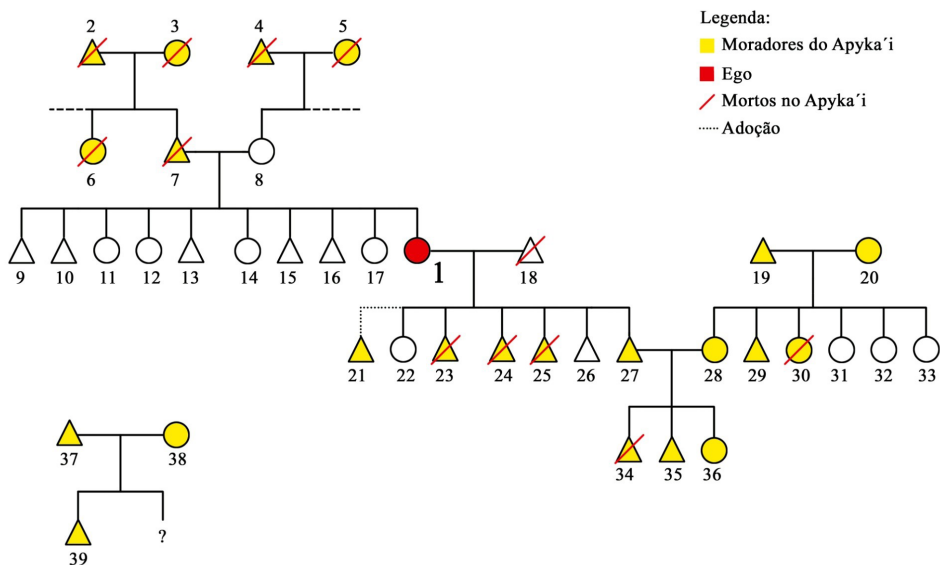 Legenda:
Moradores do Apyka´i
Ego
Mortos no Apyka´i
Adoção
2 3 4 5
6 7 8
9 10 11 12 13 14 15 16 17 1 18 19 20
21 22 23 24 25 26 27 28 29 30 31 32 33
37 38 34 35 36
39 ?